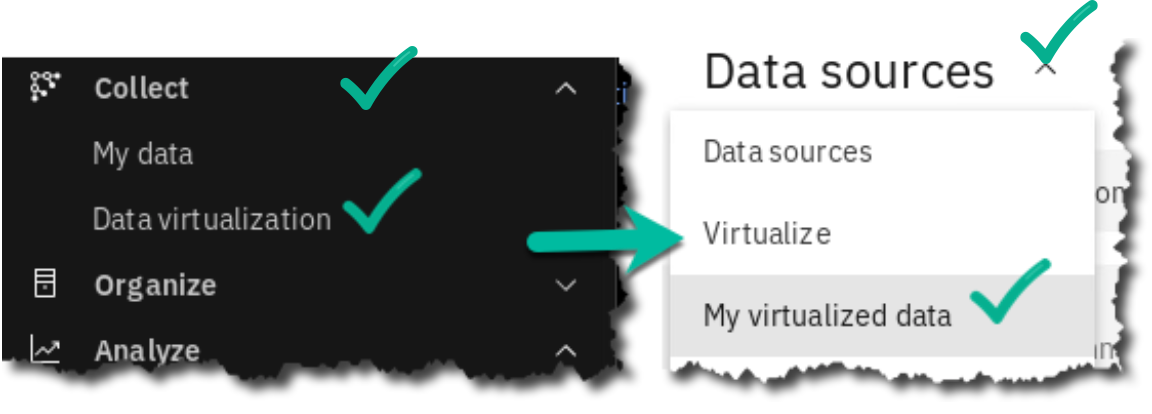 Collect
My data
Data virtualization
Organize
Analyze
Data sources
Data sources
Virtualize
My virtualized data